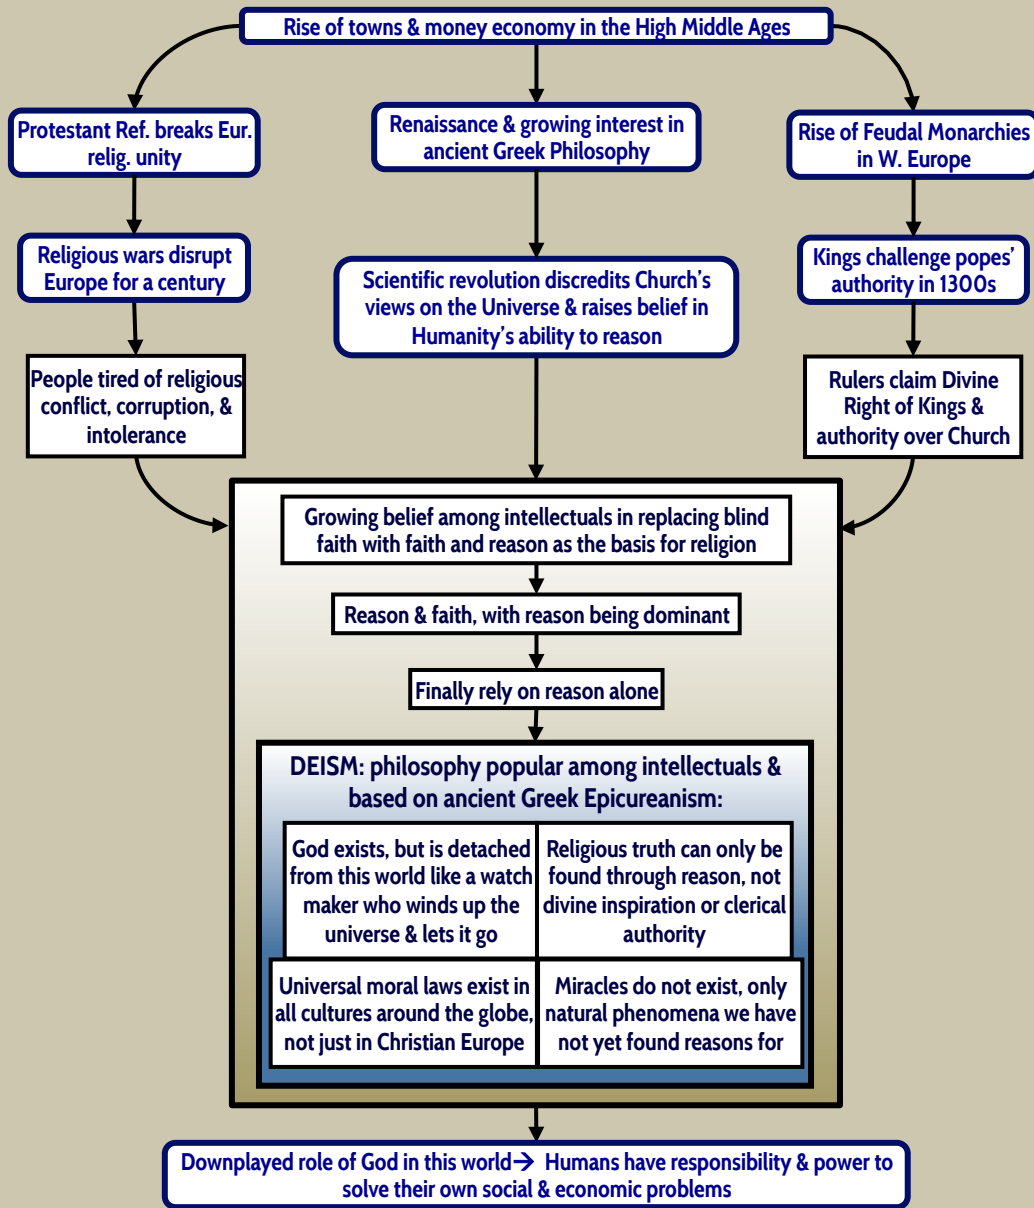 Rise of towns & money economy in the High Middle Ages
Protestant Ref. breaks Eur.
relig. unity
Renaissance & growing interest in
ancient Greek Philosophy
Rise of Feudal Monarchies
in W. Europe
Religious wars disrupt
Europe for a century
Scientific revolution discredits Church's
views on the Universe & raises belief in
Humanity's ability to reason
Kings challenge popes'
authority in 1300s
People tired of religious
conflict, corruption, &
intolerance
Rulers claim Divine
Right of Kings &
authority over Church
Growing belief among intellectuals in replacing blind
faith with faith and reason as the basis for religion
Reason & faith, with reason being dominant
Finally rely on reason alone
DEISM: philosophy popular among intellectuals &
based on ancient Greek Epicureanism:
God exists, but is detached
from this world like a watch
maker who winds up the
universe & lets it go
Religious truth can only be
found through reason, not
divine inspiration or clerical
authority
Universal moral laws exist in
all cultures around the globe,
not just in Christian Europe
Miracles do not exist, only
natural phenomena we have
not yet found reasons for
Downplayed role of God in this world→ Humans have responsibility & power to
solve their own social & economic problems